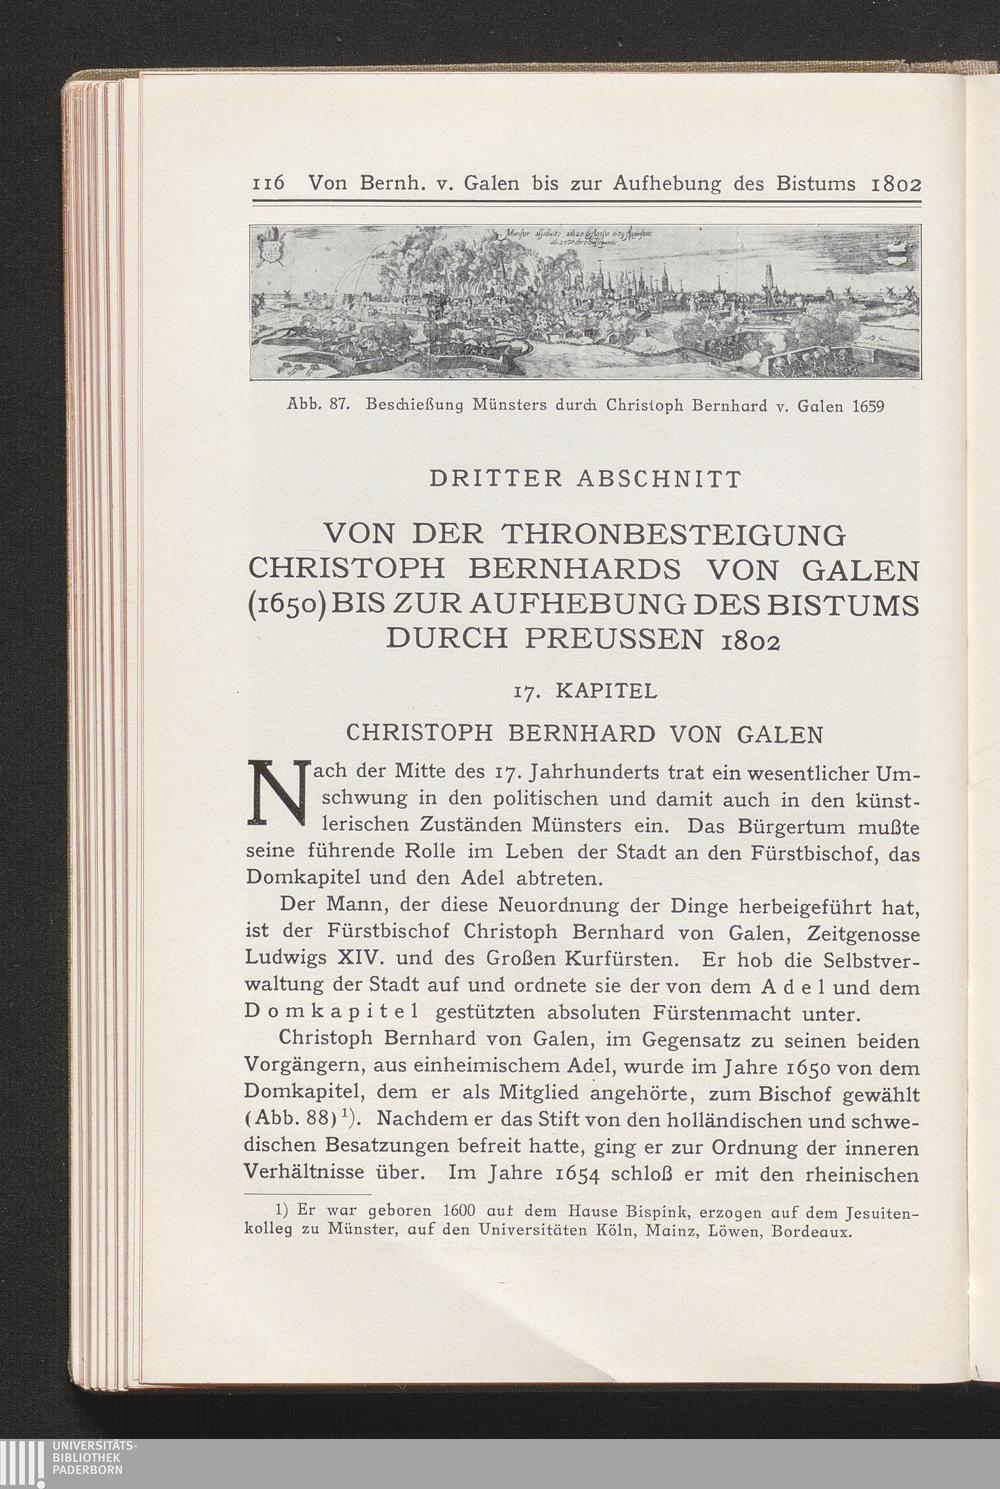 116 Von Bernh. v. Galen bis zur Aufhebung des Bistums 1802
Abb. 87. Beschießung Münsters durch Christoph Bernhard v. Galen 1659
DRITTER ABSCHNITT
VON DER THRONBESTEIGUNG
CHRISTOPH BERNHARDS VON GALEN
(1650) BIS ZUR AUFHEBUNG DES BISTUMS
DURCH PREUSSEN 1802
17. KAPITEL
CHRISTOPH BERNHARD VON GALEN
Nach der Mitte des 17. Jahrhunderts trat ein wesentlicher Um-
schwung in den politischen und damit auch in den künst-
lerischen Zuständen Münsters ein. Das Bürgertum mußte
seine führende Rolle im Leben der Stadt an den Fürstbischof, das
Domkapitel und den Adel abtreten.
Der Mann, der diese Neuordnung der Dinge herbeigeführt hat,
ist der Fürstbischof Christoph Bernhard von Galen, Zeitgenosse
Ludwigs XIV. und des Großen Kurfürsten. Er hob die Selbstver-
waltung der Stadt auf und ordnete sie der von dem Adel und dem
Domkapitel gestützten absoluten Fürstenmacht unter.
Christoph Bernhard von Galen, im Gegensatz zu seinen beiden
Vorgängern, aus einheimischem Adel, wurde im Jahre 1650 von dem
Domkapitel, dem er als Mitglied angehörte, zum Bischof gewählt
(Abb. 88) ¹). Nachdem er das Stift von den holländischen und schwe-
dischen Besatzungen befreit hatte, ging er zur Ordnung der inneren
Verhältnisse über. Im Jahre 1654 schloß er mit den rheinischen
1) Er war geboren 1600 auf dem Hause Bispink, erzogen auf dem Jesuiten-
kolleg zu Münster, auf den Universitäten Köln, Mainz, Löwen, Bordeaux.
UNIVERSITÄTS-
BIBLIOTHEK
PADERBORN